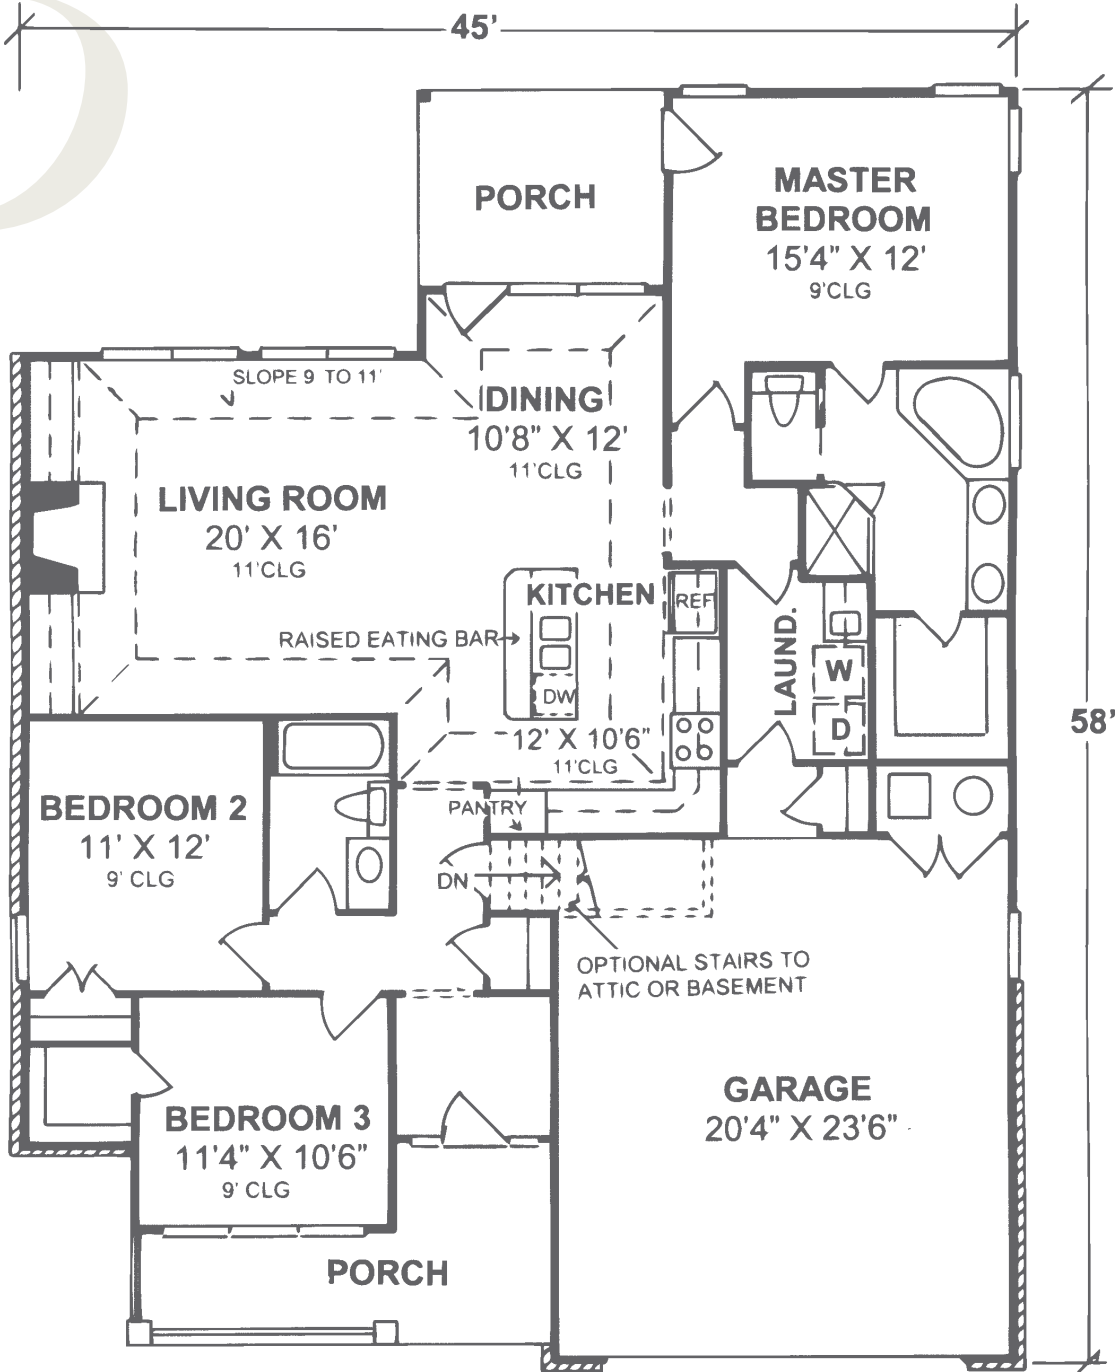 45'
PORCH
MASTER
BEDROOM
15'4" X 12'
9'CLG
SLOPE 9 TO 11'
DINING
10'8" X 12'
11'CLG
LIVING ROOM
20' X 16'
11'CLG
KITCHEN
REF
RAISED EATING BAR
DW
12' X 10'6"
11'CLG
LAUND.
W
D
58'
PANTRY
BEDROOM 2
11' X 12'
9' CLG
DN
OPTIONAL STAIRS TO
ATTIC OR BASEMENT
GARAGE
20'4" X 23'6"
BEDROOM 3
11'4" X 10'6"
9' CLG
PORCH